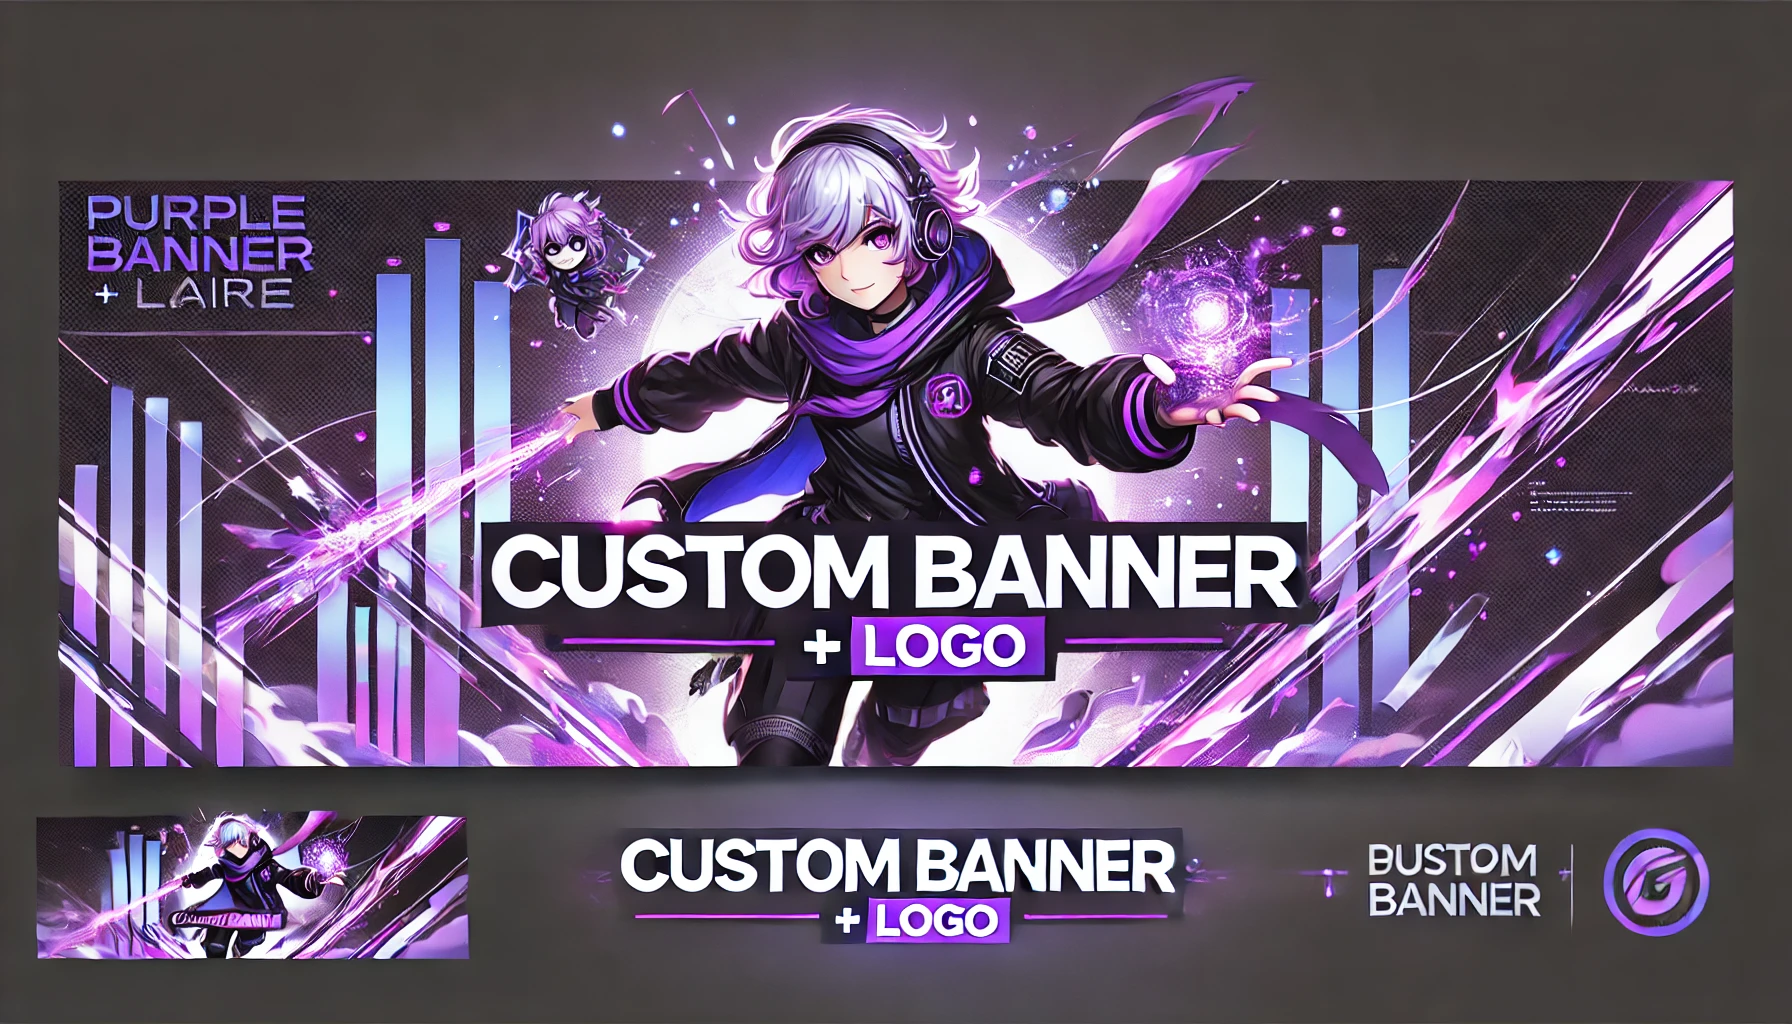 PURPLE
BANNER
+ LAIRE
CUSTOM BANNER
+ LOGO
CUSTOM BANNER
+ LOGO
BUSTOM
BANNER